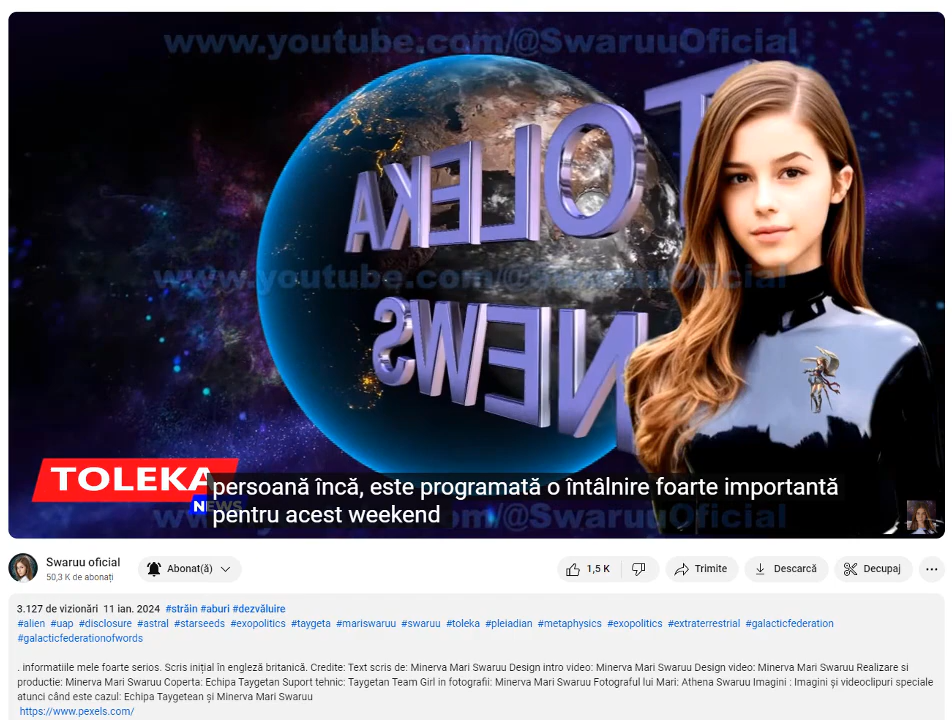 www.youtube.com/@SwaruuOficial
TOLEKA
www.youtube.com/@SwaruuOficial
NEWS
TOLEKA
NEWS
www.youtube.com/@SwaruuOficial
persoană încă, este programată o întâlnire foarte importantă
pentru acest weekend
Swaruu oficial
50,3 K de abonați
Abonat(ă)
1,5 K
Trimite
Descarcă
Decupaj
3.127 de vizionări 11 ian. 2024 #străin #aburi #dezvăluire
#alien #uap #disclosure #astral #starseeds #exopolitics #taygeta #mariswaruu #swaruu #toleka #pleiadian #metaphysics #exopolitics #extraterrestrial #galacticfederation
#galacticfederationofwords
. informatiile mele foarte serios. Scris inițial în engleză britanică. Credite: Text scris de: Minerva Mari Swaruu Design intro video: Minerva Mari Swaruu Design video: Minerva Mari Swaruu Realizare si
productie: Minerva Mari Swaruu Coperta: Echipa Taygetan Suport tehnic: Taygetan Team Girl in fotografii: Minerva Mari Swaruu Fotograful lui Mari: Athena Swaruu Imagini : Imagini și videoclipuri speciale
atunci când este cazul: Echipa Taygetean și Minerva Mari Swaruu
https://www.pexels.com/